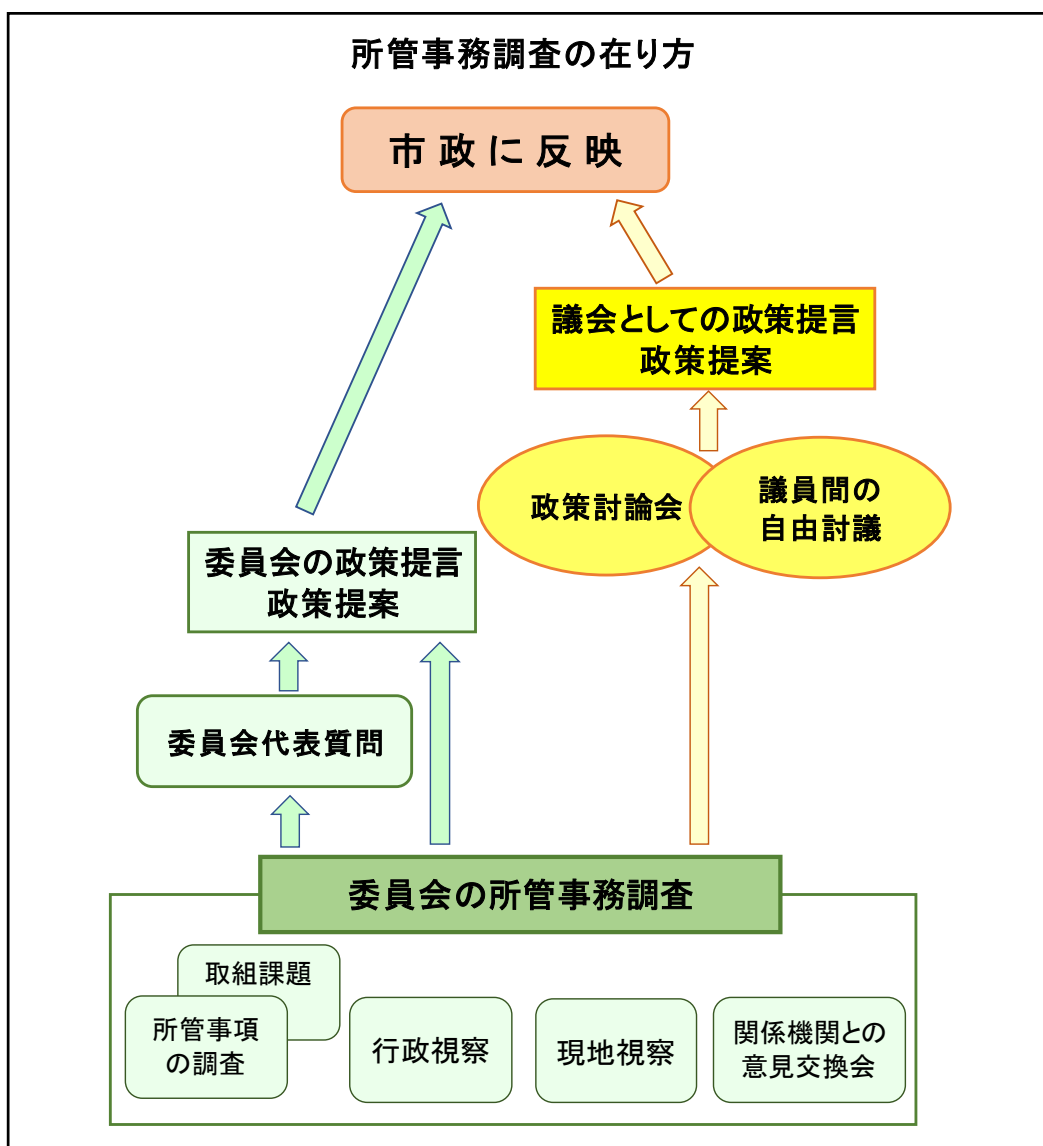 所管事務調査の在り方
市政に反映
議会としての政策提言
政策提案
政策討論会
議員間の
自由討議
委員会の政策提言
政策提案
委員会代表質問
委員会の所管事務調査
取組課題
所管事項
の調査
行政視察
現地視察
関係機関との
意見交換会